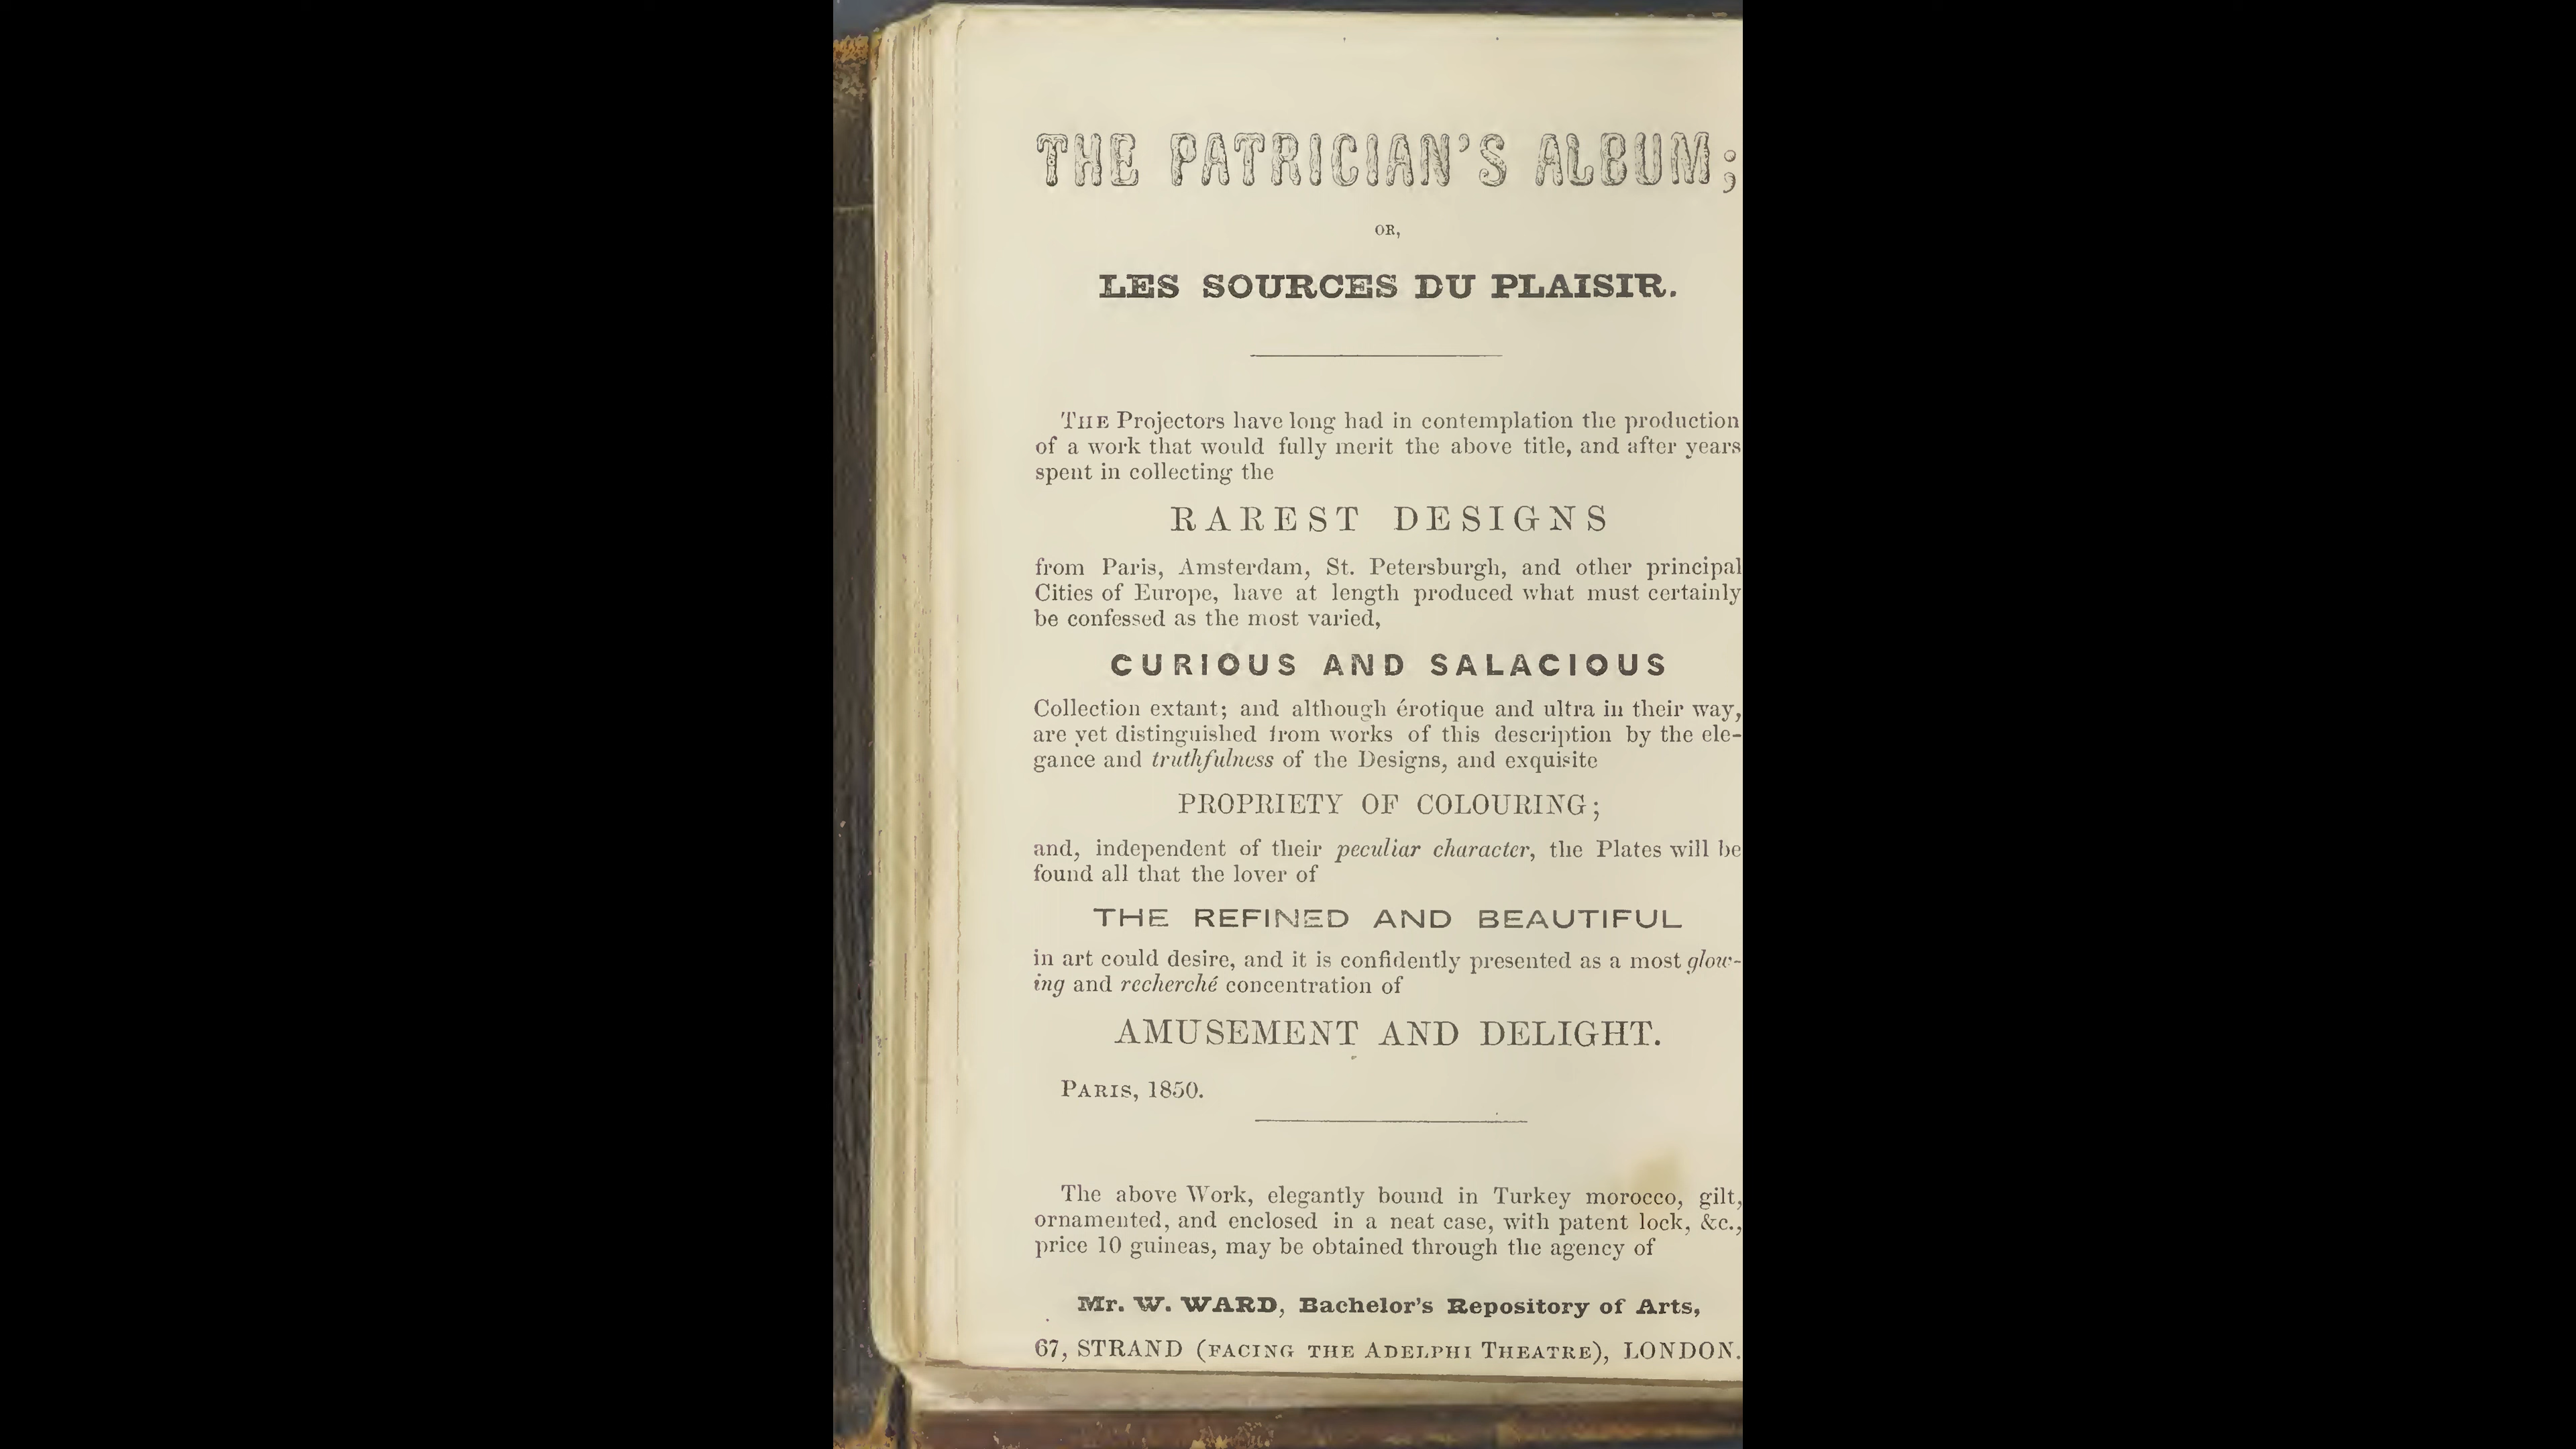 THE PATRICIAN'S ALBUM;
OR,
LES SOURCES DU PLAISIR.
THE Projectors have long had in contemplation the production
of a work that would fully merit the above title, and after years
spent in collecting the
RAREST DESIGNS
from Paris, Amsterdam, St. Petersburgh, and other principal
Cities of Europe, have at length produced what must certainly
be confessed as the most varied,
CURIOUS AND SALACIOUS
Collection extant; and although érotique and ultra in their way,
are yet distinguished from works of this description by the ele-
gance and truthfulness of the Designs, and exquisite
PROPRIETY OF COLOURING;
and, independent of their peculiar character, the Plates will be
found all that the lover of
THE REFINED AND BEAUTIFUL
in art could desire, and it is confidently presented as a most glow-
ing and recherché concentration of
AMUSEMENT AND DELIGHT.
PARIS, 1850.
The above Work, elegantly bound in Turkey morocco, gilt,
ornamented, and enclosed in a neat case, with patent lock, &c.,
price 10 guineas, may be obtained through the agency of
Mr. W. WARD, Bachelor's Repository of Arts,
67, STRAND (FACING THE ADELPHI THEATRE), LONDON.